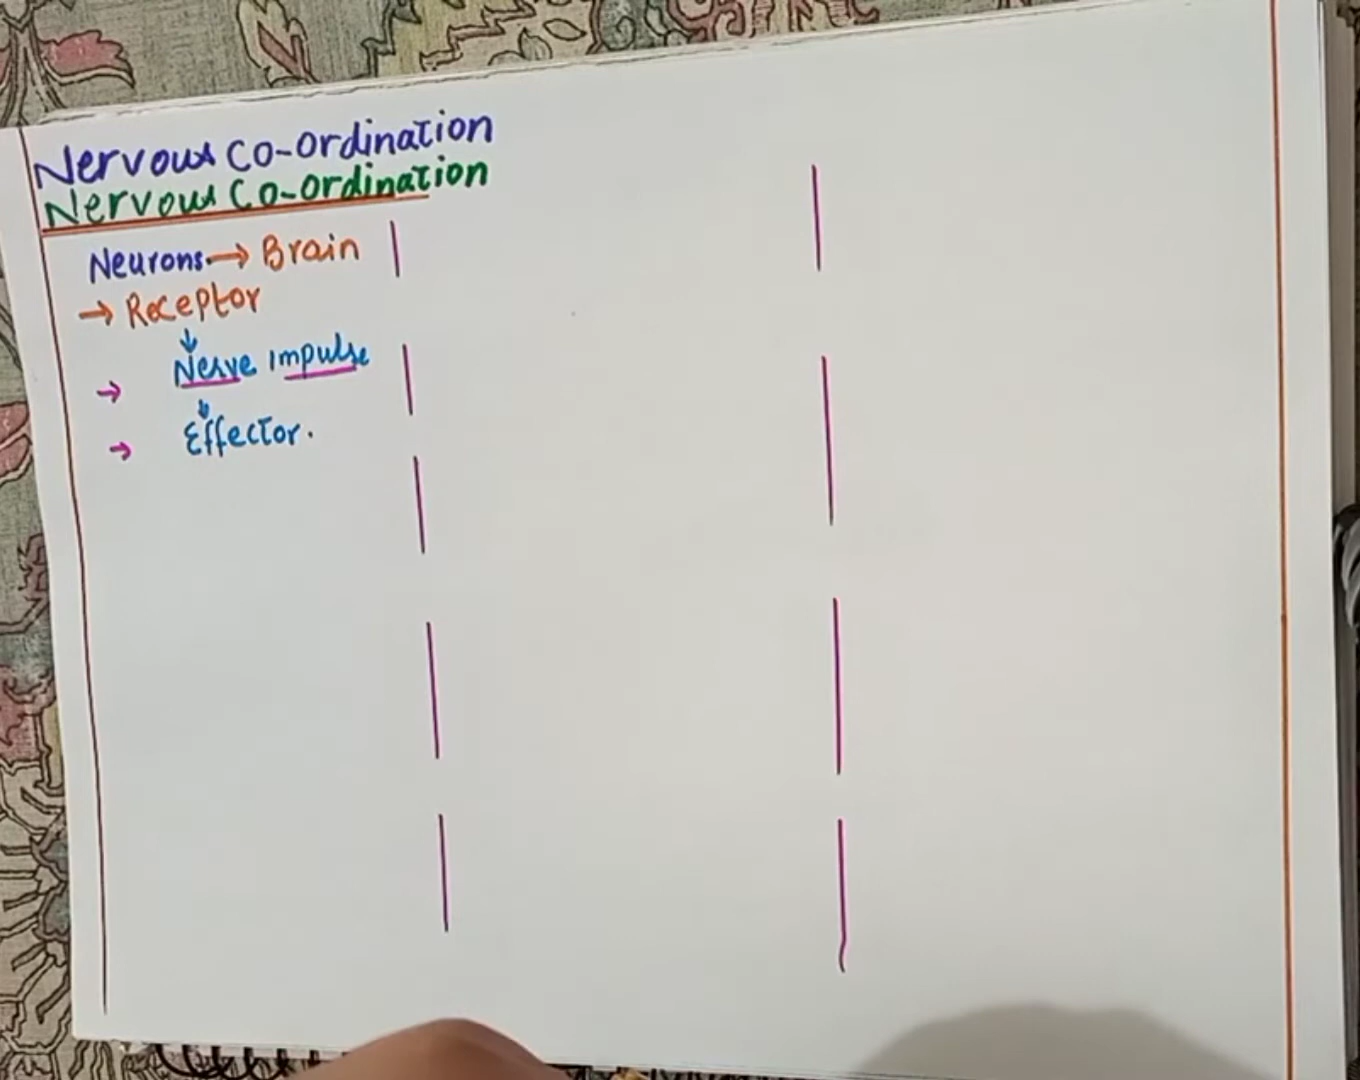 Nervous Co-ordination
Nervous Co-ordination
Neurons → Brain
→ Receptor
↓
→ Nerve impulse
↓
→ Effector.